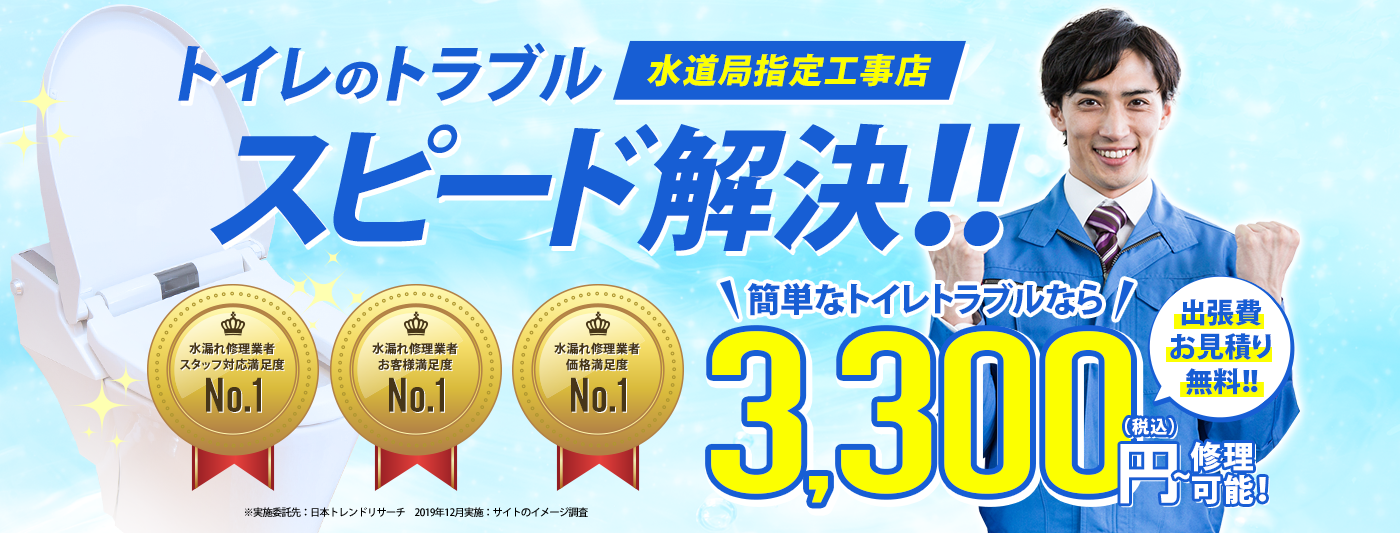 トイレのトラブル
水道局指定工事店
スピード解決!!
水漏れ修理業者
スタッフ対応満足度
No.1
水漏れ修理業者
お客様満足度
No.1
水漏れ修理業者
価格満足度
No.1
※実施委託先：日本トレンドリサーチ　2019年12月実施：サイトのイメージ調査
\ 簡単なトイレトラブルなら /
3,300
(税込)
円~
修理
可能!
出張費
お見積り
無料!!